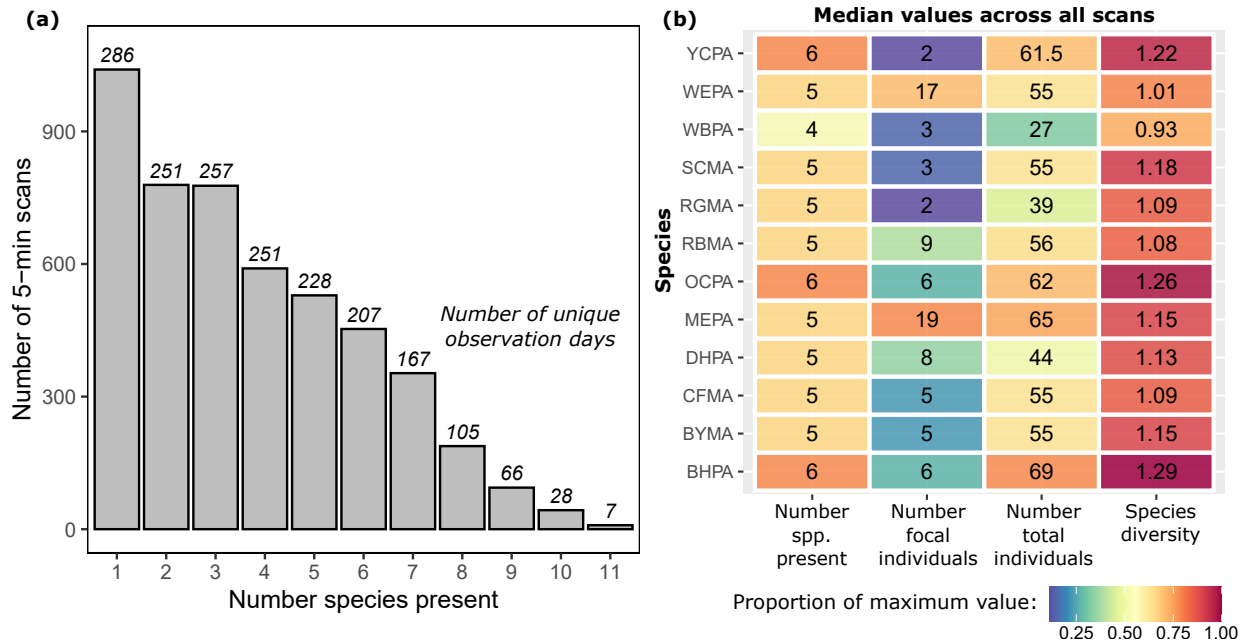 (a)
Number of 5−min scans
900
600
300
0
286
251
257
251
228
207
167
105
66
28
7
Number of unique
observation days
1 2 3 4 5 6 7 8 9 10 11
Number species present
(b)
Median values across all scans
Species
YCPA 6 2 61.5 1.22
WEPA 5 17 55 1.01
WBPA 4 3 27 0.93
SCMA 5 3 55 1.18
RGMA 5 2 39 1.09
RBMA 5 9 56 1.08
OCPA 6 6 62 1.26
MEPA 5 19 65 1.15
DHPA 5 8 44 1.13
CFMA 5 5 55 1.09
BYMA 5 5 55 1.15
BHPA 6 6 69 1.29
Number
spp.
present
Number
focal
individuals
Number
total
individuals
Species
diversity
Proportion of maximum value:
0.25 0.50 0.75 1.00